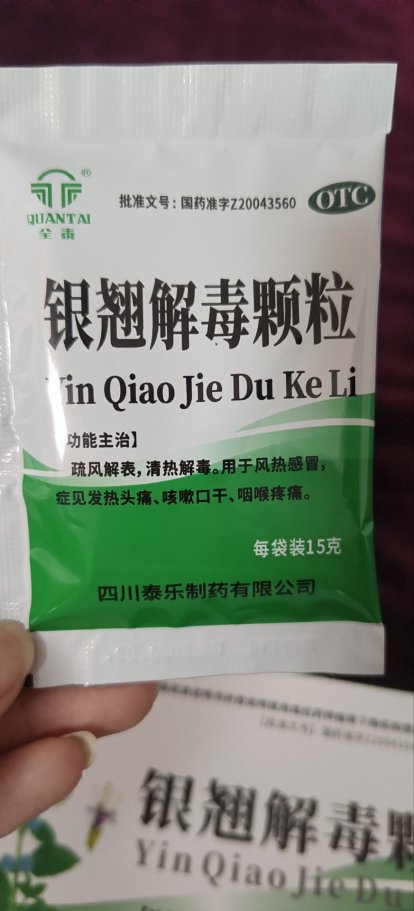 QUANTAI
全泰
批准文号：国药准字Z20043560
OTC
银翘解毒颗粒
Yin Qiao Jie Du Ke Li
功能主治】
疏风解表，清热解毒。用于风热感冒，
症见发热头痛、咳嗽口干、咽喉疼痛。
每袋装15克
四川泰乐制药有限公司
银翘解毒颗
Yin Qiao Jie Du